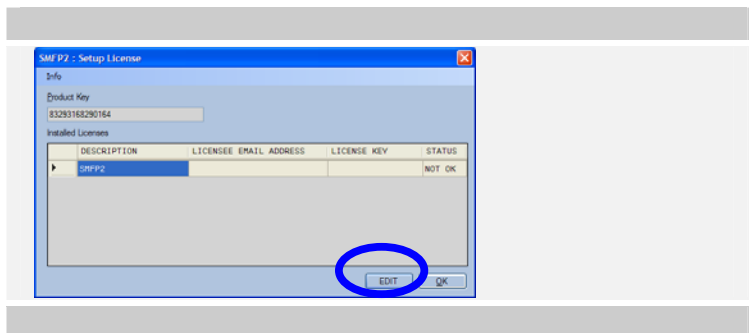 SMFP2 : Setup License
Info
Product Key
83293168290164
Installed Licenses
DESCRIPTION LICENSEE EMAIL ADDRESS LICENSE KEY STATUS
SMFP2 NOT OK
EDIT OK